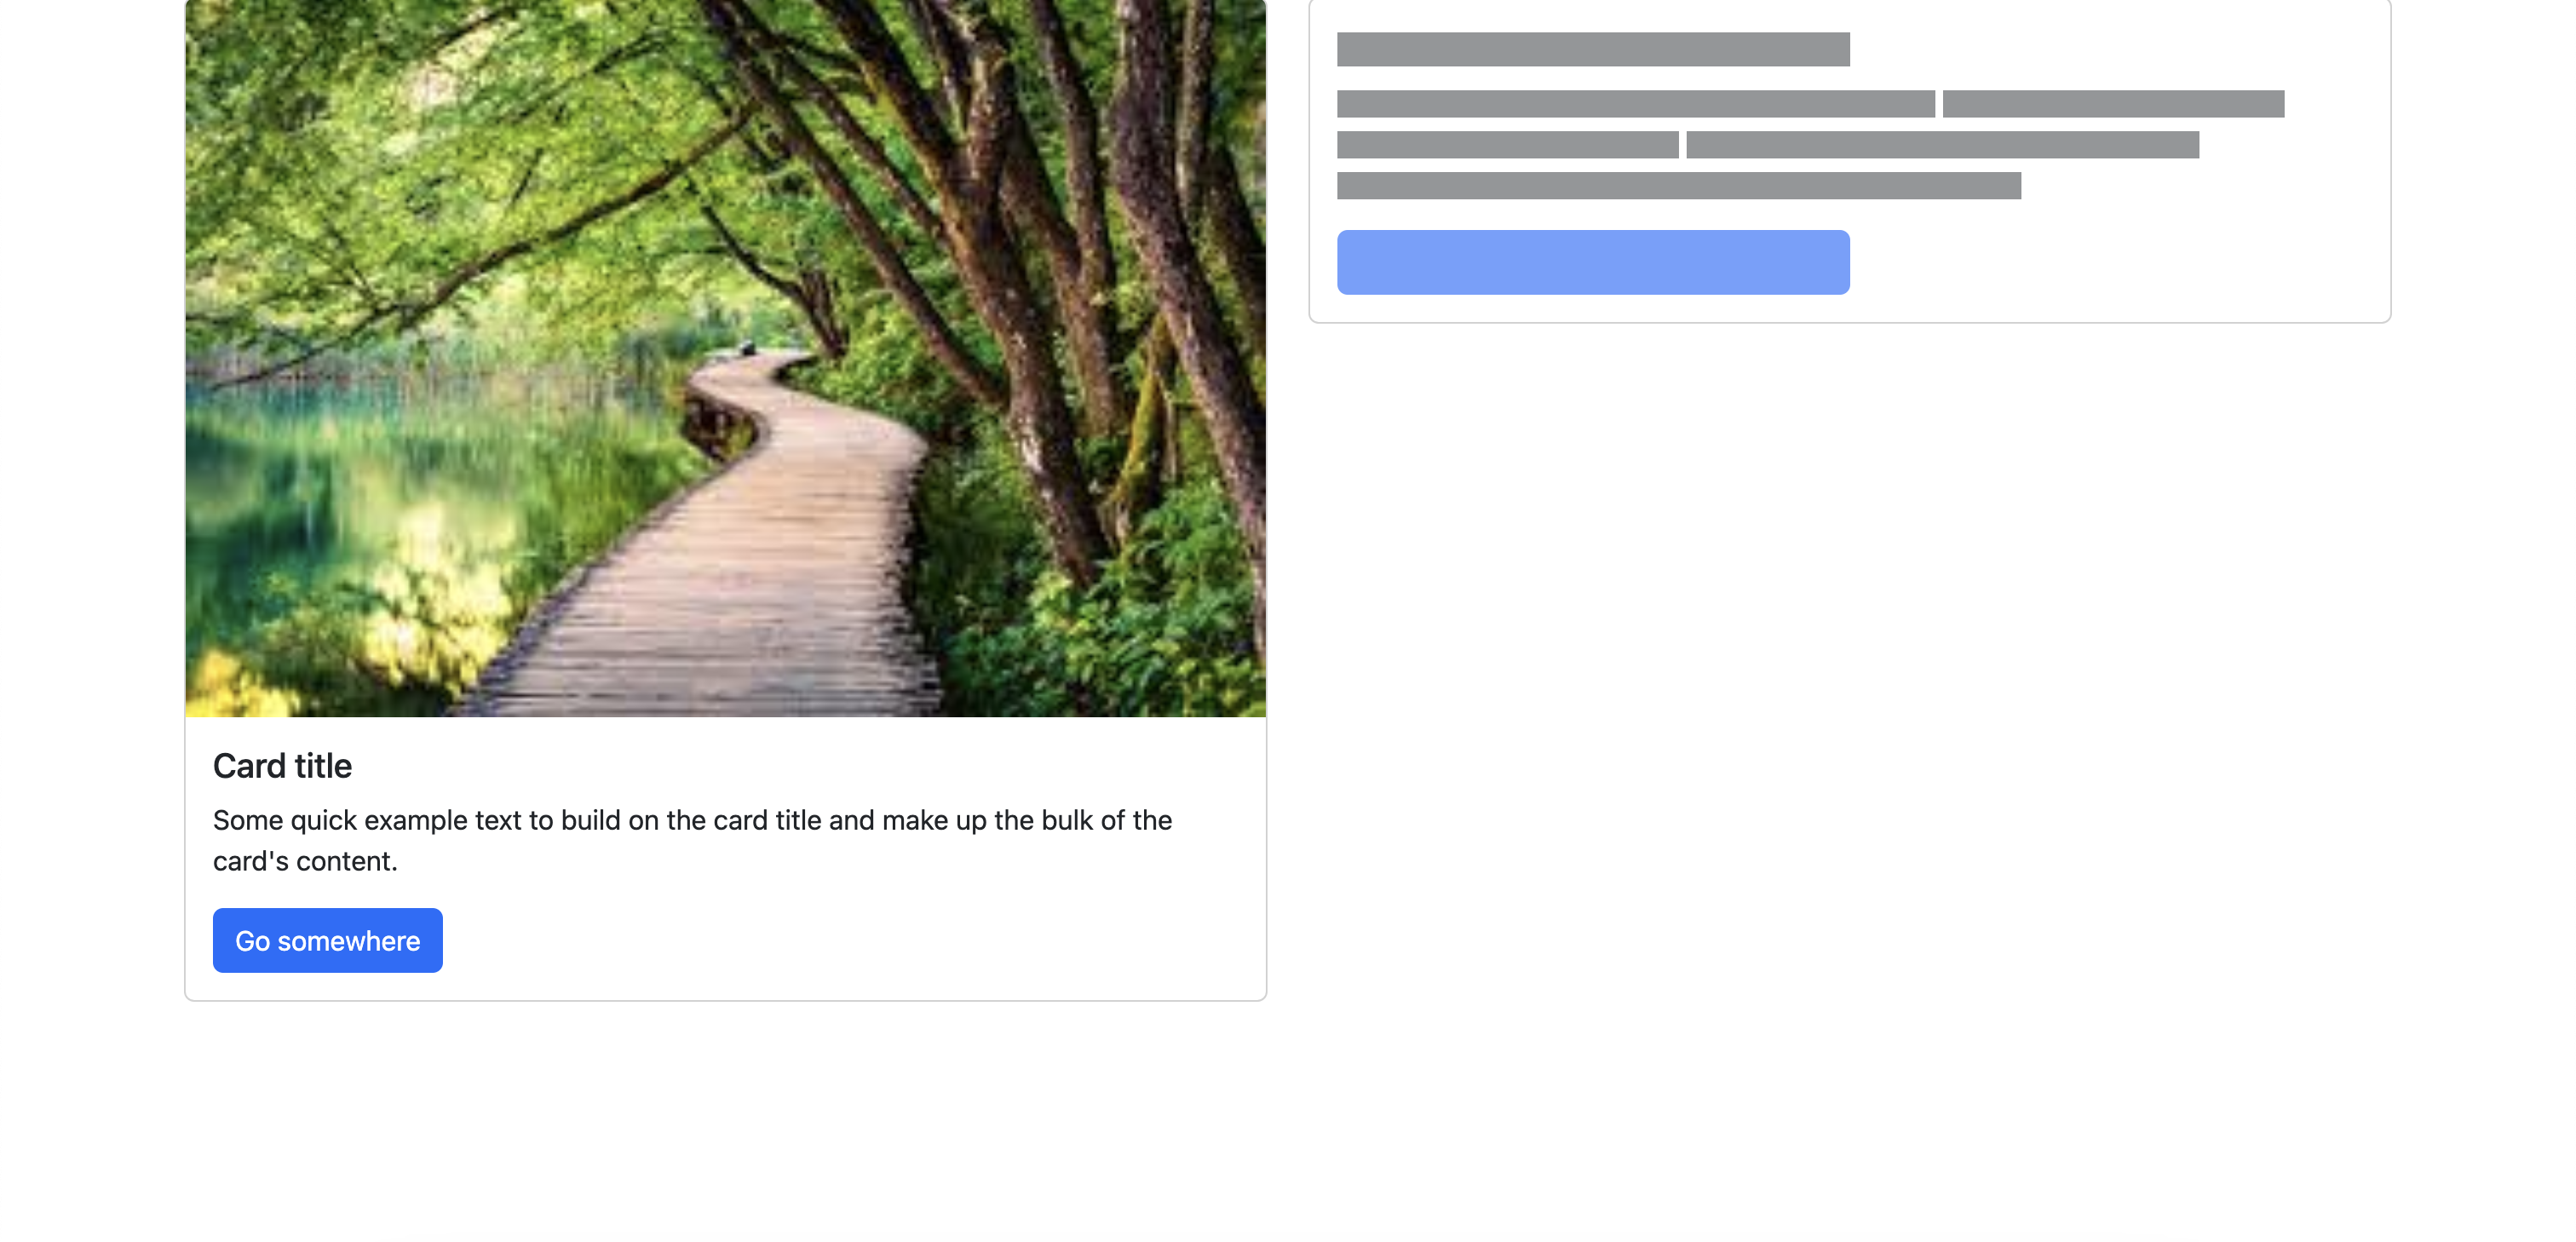 Card title
Some quick example text to build on the card title and make up the bulk of the
card's content.
Go somewhere